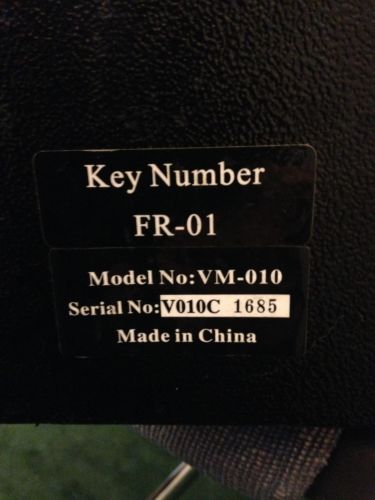 Key Number
FR-01
Model No:VM-010
Serial No:V010C 1685
Made in China